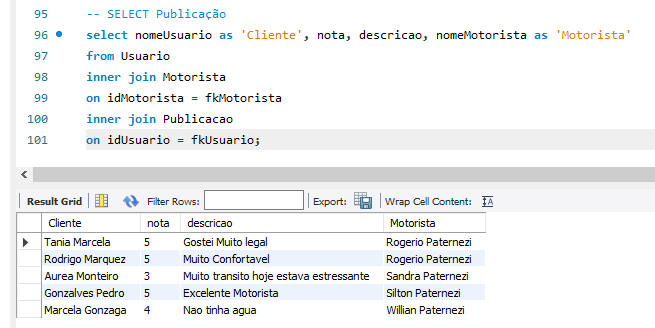 95 -- SELECT Publicação
96 select nomeUsuario as 'Cliente', nota, descricao, nomeMotorista as 'Motorista'
97 from Usuario
98 inner join Motorista
99 on idMotorista = fkMotorista
100 inner join Publicacao
101 on idUsuario = fkUsuario;
Result Grid Filter Rows: Export: Wrap Cell Content: IA
Cliente nota descricao Motorista
Tania Marcela 5 Gostei Muito legal Rogerio Paternezi
Rodrigo Marquez 5 Muito Confortavel Rogerio Paternezi
Aurea Monteiro 3 Muito transito hoje estava estressante Sandra Paternezi
Gonzalves Pedro 5 Excelente Motorista Silton Paternezi
Marcela Gonzaga 4 Nao tinha agua Willian Paternezi